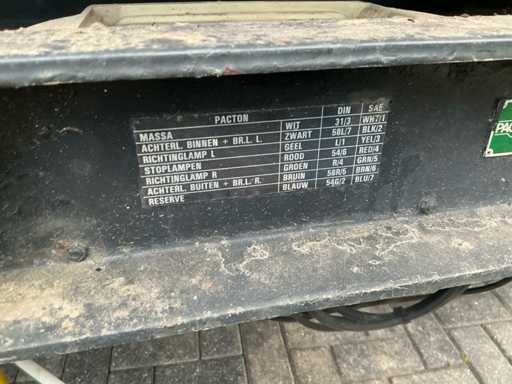 PACTON DIN SAE
MASSA WIT 31/3 WH7/1
ACHTERL. BINNEN + BR.L. L. ZWART 58L/7 BLK/2
RICHTINGLAMP L GEEL L/1 YEL/3
STOPLAMPEN ROOD 54/6 RED/4
RICHTINGLAMP R GROEN R/4 GRN/5
ACHTERL. BUITEN + BR.L. R. BRUIN 58R/5 BRN/6
RESERVE BLAUW 54G/2 BLU/7